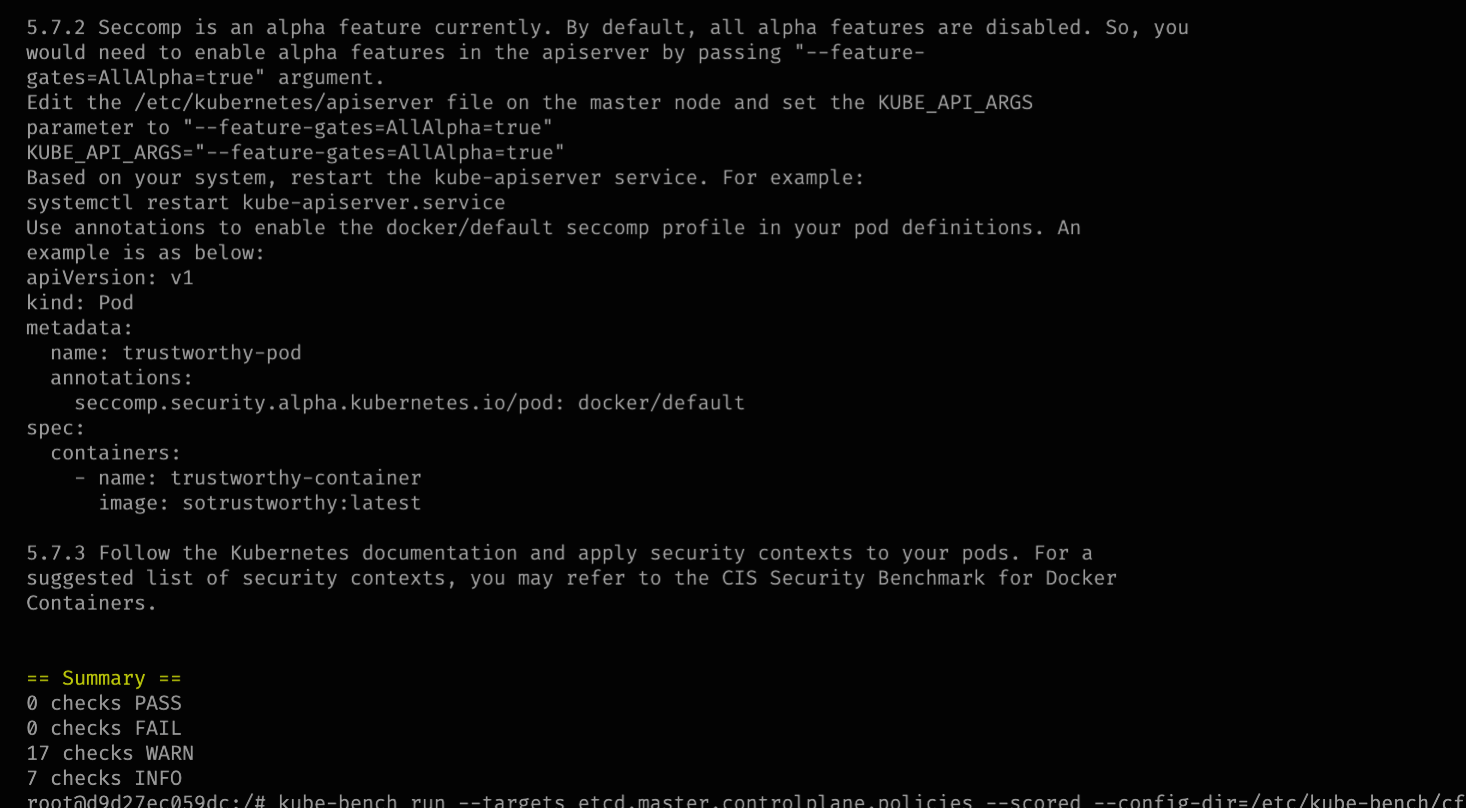 5.7.2 Seccomp is an alpha feature currently. By default, all alpha features are disabled. So, you
would need to enable alpha features in the apiserver by passing "--feature-
gates=AllAlpha=true" argument.
Edit the /etc/kubernetes/apiserver file on the master node and set the KUBE_API_ARGS
parameter to "--feature-gates=AllAlpha=true"
KUBE_API_ARGS="--feature-gates=AllAlpha=true"
Based on your system, restart the kube-apiserver service. For example:
systemctl restart kube-apiserver.service
Use annotations to enable the docker/default seccomp profile in your pod definitions. An
example is as below:
apiVersion: v1
kind: Pod
metadata:
  name: trustworthy-pod
  annotations:
    seccomp.security.alpha.kubernetes.io/pod: docker/default
spec:
  containers:
    - name: trustworthy-container
      image: sotrustworthy:latest

5.7.3 Follow the Kubernetes documentation and apply security contexts to your pods. For a
suggested list of security contexts, you may refer to the CIS Security Benchmark for Docker
Containers.

== Summary ==
0 checks PASS
0 checks FAIL
17 checks WARN
7 checks INFO
root@d9d27ec059dc:/# kube-bench run --targets etcd,master,controlplane,policies --scored --config-dir=/etc/kube-bench/cf